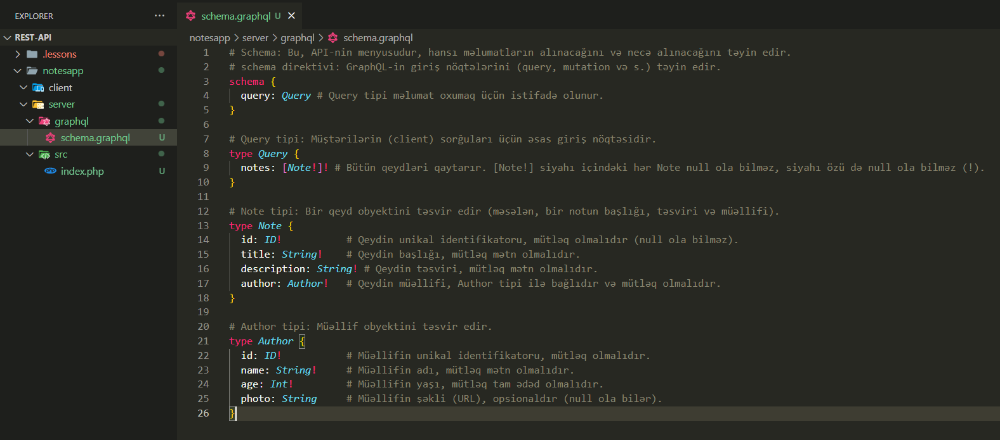 EXPLORER ···
REST-API
.lessons
notesapp
client
server
graphql
schema.graphql U
src
php index.php U
schema.graphql U
notesapp > server > graphql > schema.graphql
1 # Schema: Bu, API-nin menyusudur, hansı məlumatların alınacağını və necə alınacağını təyin edir.
2 # schema direktivi: GraphQL-in giriş nöqtələrini (query, mutation və s.) təyin edir.
3 schema {
4 query: Query # Query tipi məlumat oxumaq üçün istifadə olunur.
5 }
6
7 # Query tipi: Müştərilərin (client) sorğuları üçün əsas giriş nöqtəsidir.
8 type Query {
9 notes: [Note!]! # Bütün qeydləri qaytarır. [Note!] siyahı içindəki hər Note null ola bilməz, siyahı özü də null ola bilməz (!).
10 }
11
12 # Note tipi: Bir qeyd obyektini təsvir edir (məsələn, bir notun başlığı, təsviri və müəllifi).
13 type Note {
14 id: ID! # Qeydin unikal identifikatoru, mütləq olmalıdır (null ola bilməz).
15 title: String! # Qeydin başlığı, mütləq mətn olmalıdır.
16 description: String! # Qeydin təsviri, mütləq mətn olmalıdır.
17 author: Author! # Qeydin müəllifi, Author tipi ilə bağlıdır və mütləq olmalıdır.
18 }
19
20 # Author tipi: Müəllif obyektini təsvir edir.
21 type Author {
22 id: ID! # Müəllifin unikal identifikatoru, mütləq olmalıdır.
23 name: String! # Müəllifin adı, mütləq mətn olmalıdır.
24 age: Int! # Müəllifin yaşı, mütləq tam ədəd olmalıdır.
25 photo: String # Müəllifin şəkli (URL), opsionaldır (null ola bilər).
26 }